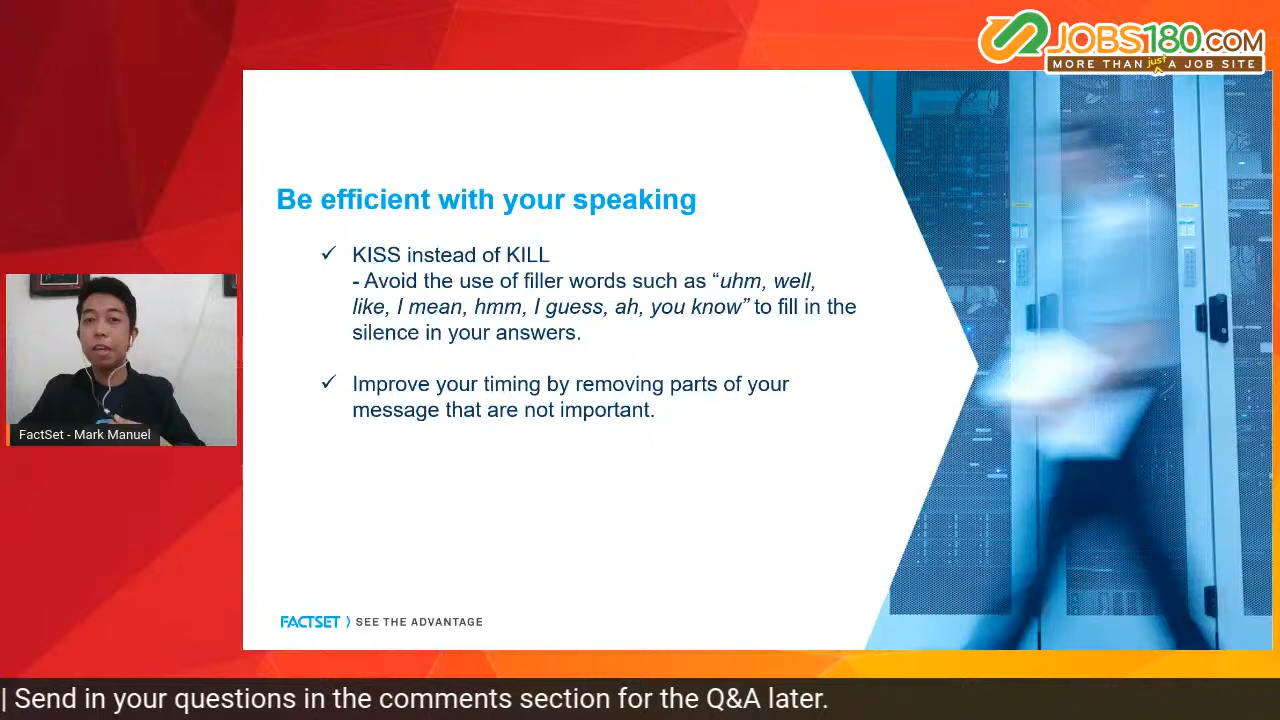 JOBS180.COM
MORE THAN just A JOB SITE
Be efficient with your speaking
✓ KISS instead of KILL
- Avoid the use of filler words such as “uhm, well,
like, I mean, hmm, I guess, ah, you know” to fill in the
silence in your answers.
✓ Improve your timing by removing parts of your
message that are not important.
FactSet - Mark Manuel
FACTSET ⟩ SEE THE ADVANTAGE
| Send in your questions in the comments section for the Q&A later.